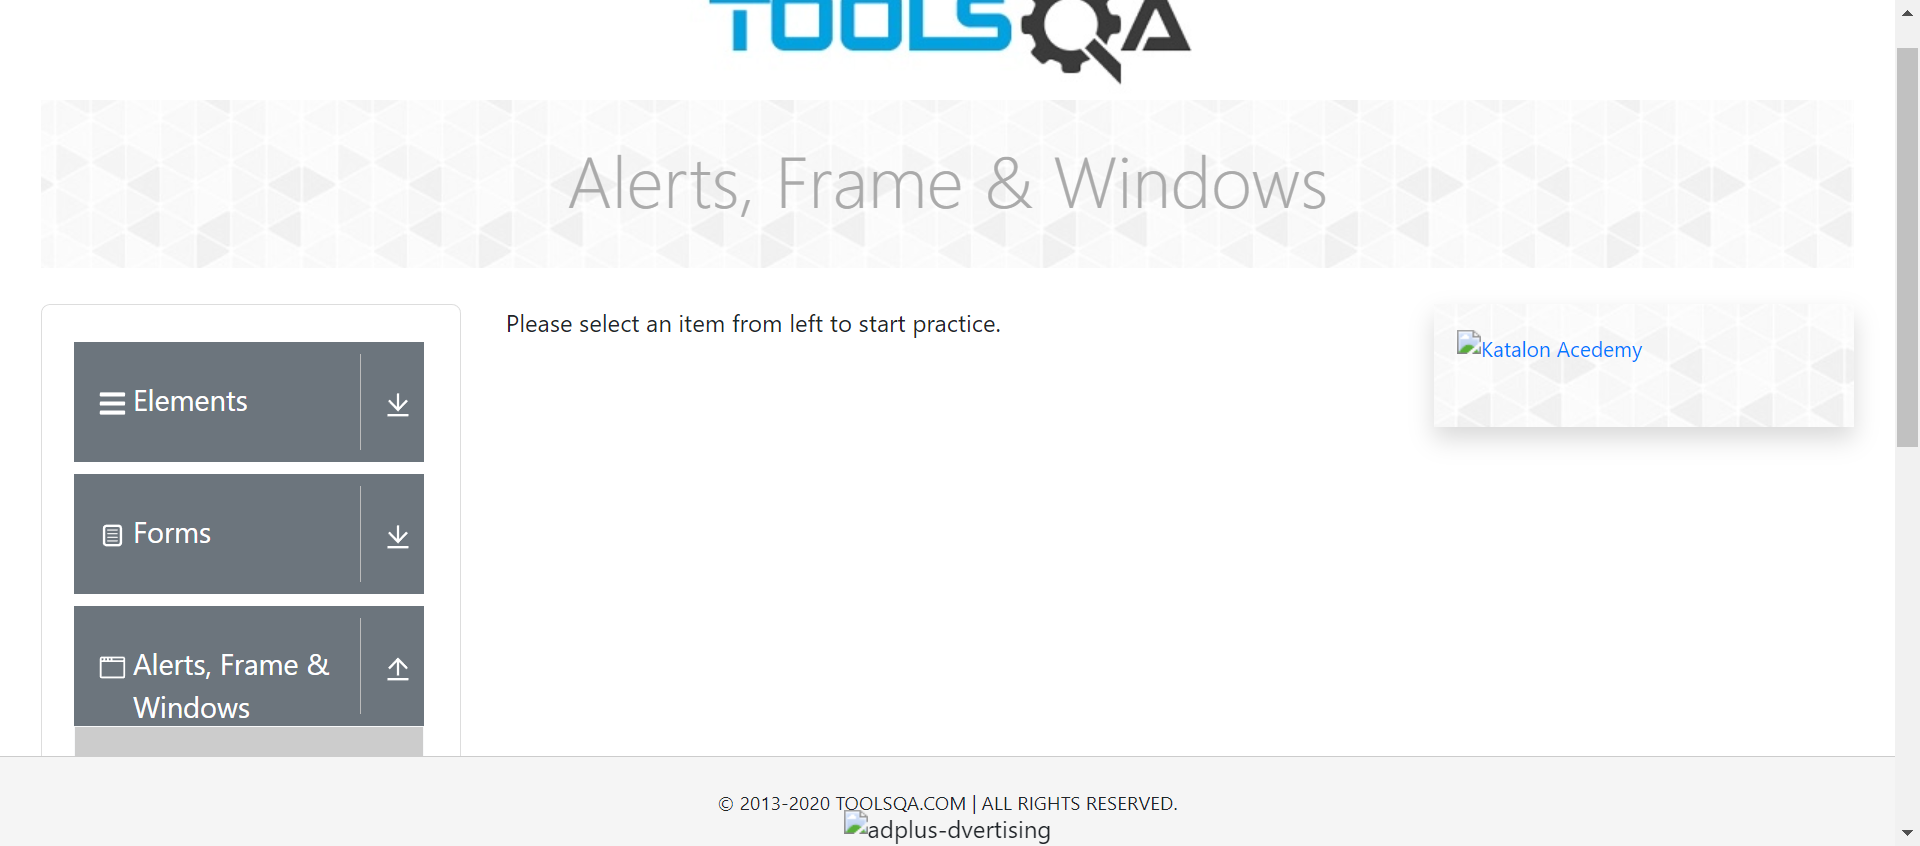 TOOLSQA
Alerts, Frame & Windows
Please select an item from left to start practice.
Katalon Acedemy
Elements
Forms
Alerts, Frame &
Windows
© 2013-2020 TOOLSQA.COM | ALL RIGHTS RESERVED.
adplus-dvertising